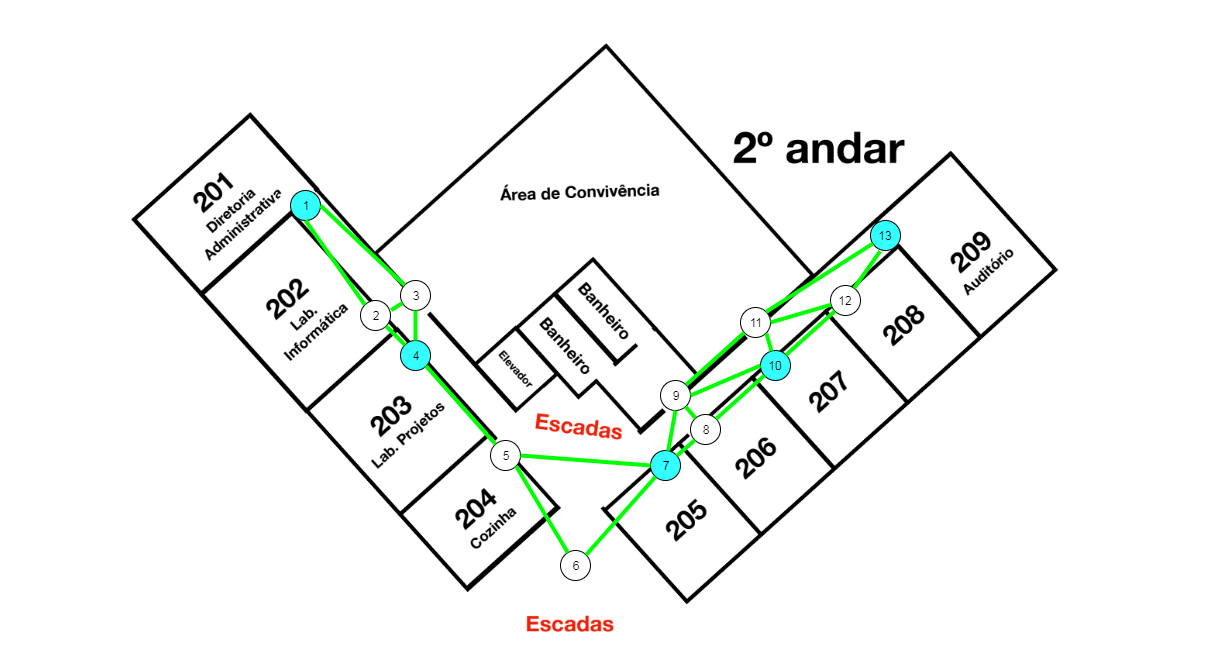 2º andar
201
Diretoria
Administrativa
Área de Convivência
1
13
209
Auditório
202
Lab.
Informática
3
2
Banheiro
12
11
208
Banheiro
4
Elevador
10
207
9
203
Lab. Projetos
Escadas
8
5
7
206
204
Cozinha
205
6
Escadas